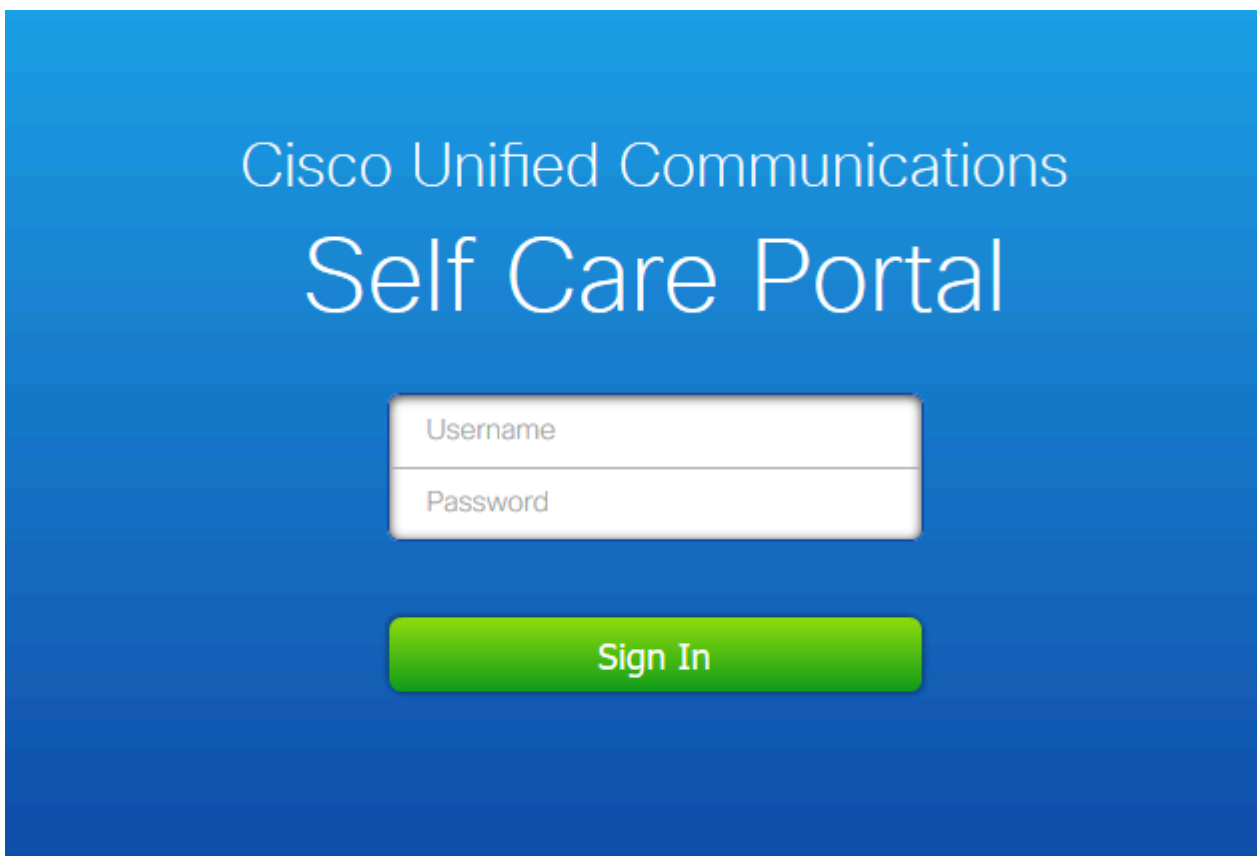 Cisco Unified Communications
Self Care Portal
Username
Password
Sign In